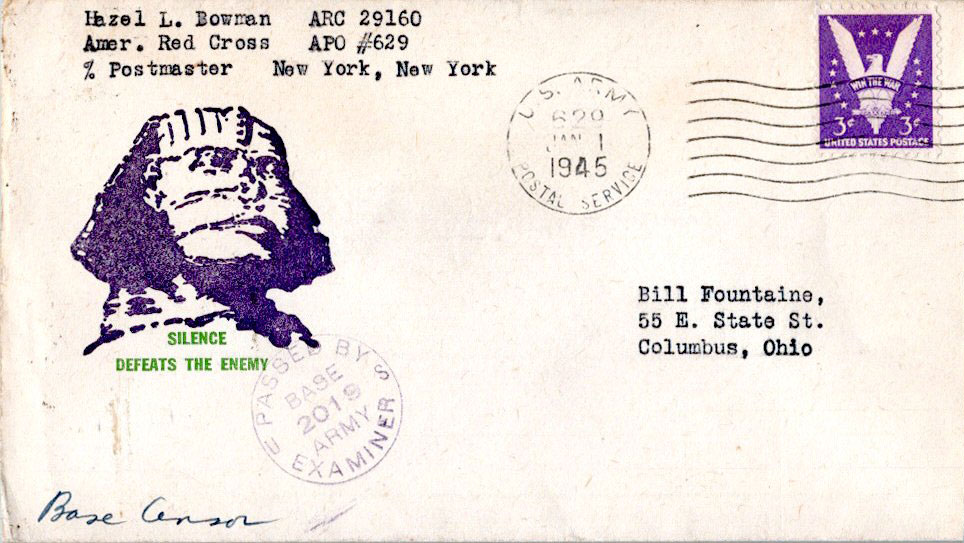 Hazel L. Bowman ARC 29160
Amer. Red Cross APO #629
% Postmaster New York, New York
U.S. ARMY
629
JAN 1
1945
POSTAL SERVICE
WIN THE WAR
3¢ 3¢
UNITED STATES POSTAGE
Bill Fountaine,
55 E. State St.
Columbus, Ohio
SILENCE
DEFEATS THE ENEMY
PASSED BY U S
BASE
2019
ARMY
EXAMINER
Base Censor